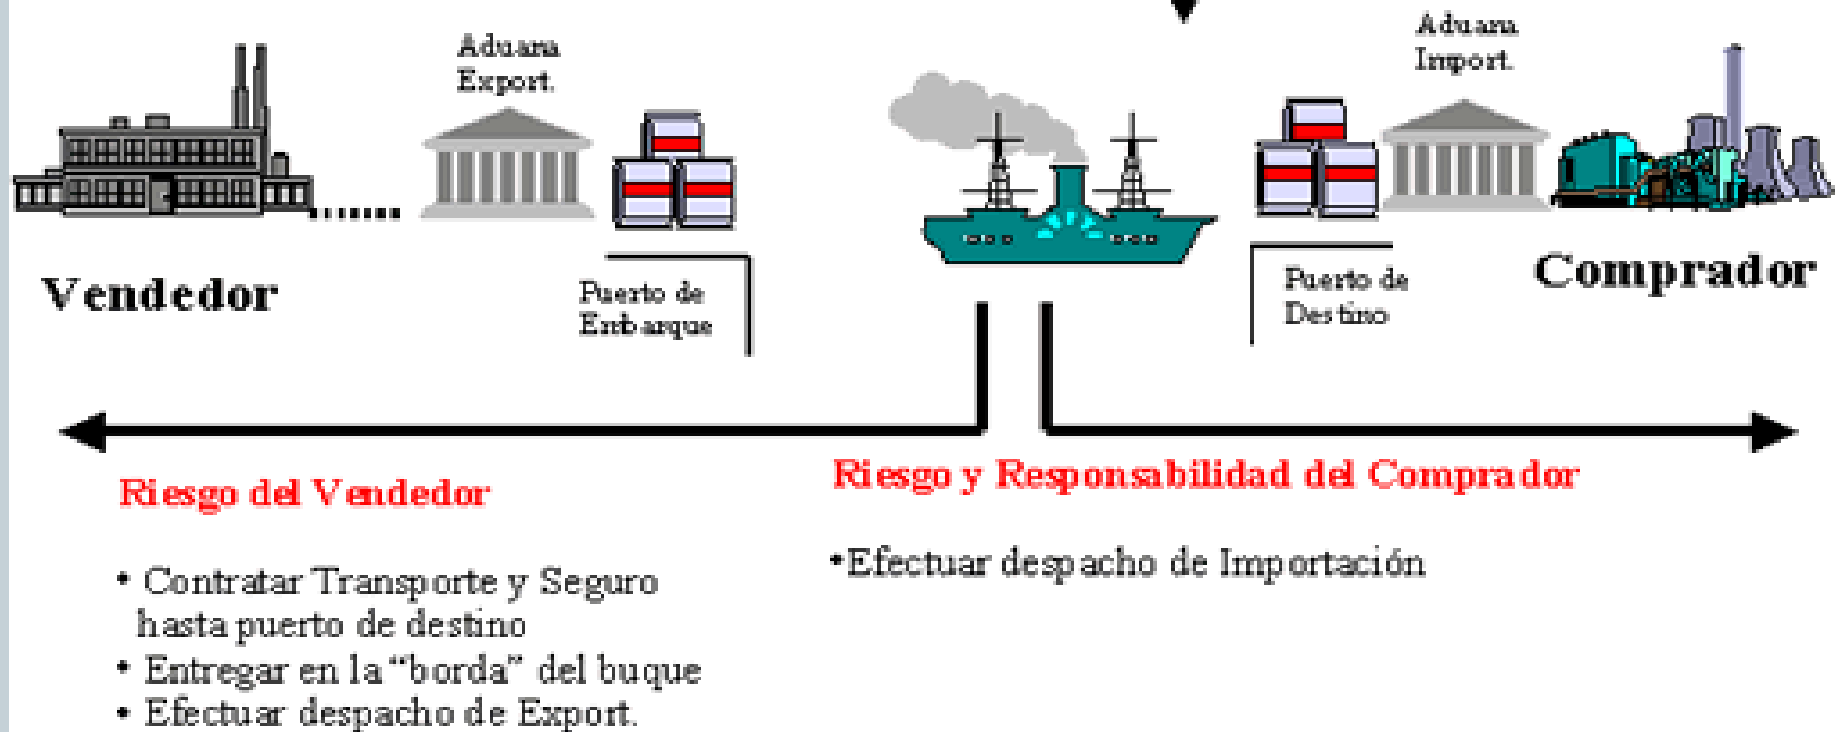 Aduana
Export.
Aduana
Import.
Vendedor
Puerto de
Embarque
Puerto de
Destino
Comprador
Riesgo del Vendedor
Riesgo y Responsabilidad del Comprador
• Contratar Transporte y Seguro
hasta puerto de destino
• Entregar en la “borda” del buque
• Efectuar despacho de Export.
•Efectuar despacho de Importación